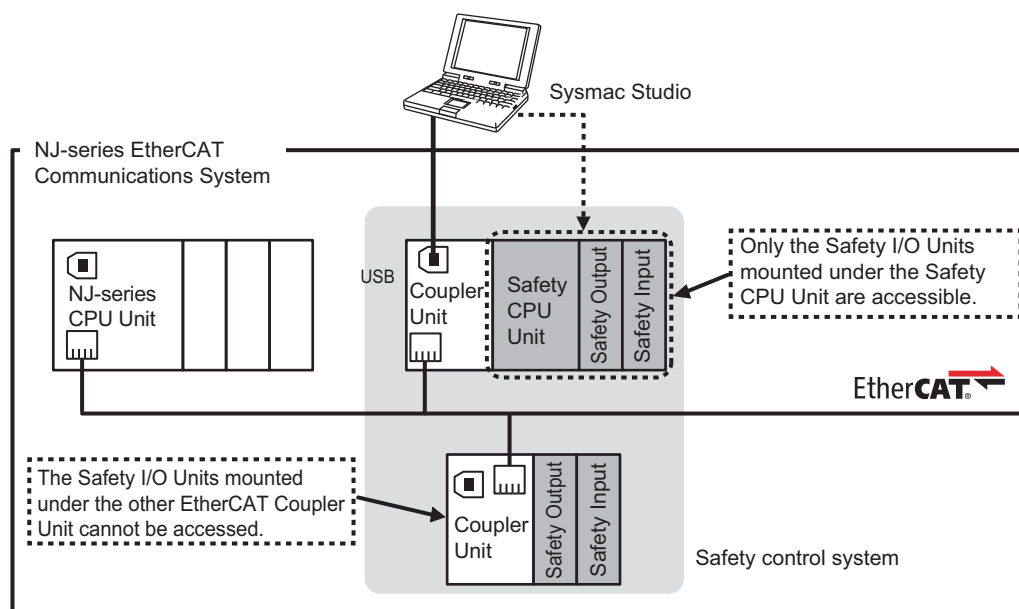 Sysmac Studio
NJ-series EtherCAT
Communications System
USB
NJ-series
CPU Unit
Coupler
Unit
Safety
CPU
Unit
Safety Output
Safety Input
Only the Safety I/O Units
mounted under the Safety
CPU Unit are accessible.
EtherCAT®
The Safety I/O Units mounted
under the other EtherCAT Coupler
Unit cannot be accessed.
Coupler
Unit
Safety Output
Safety Input
Safety control system